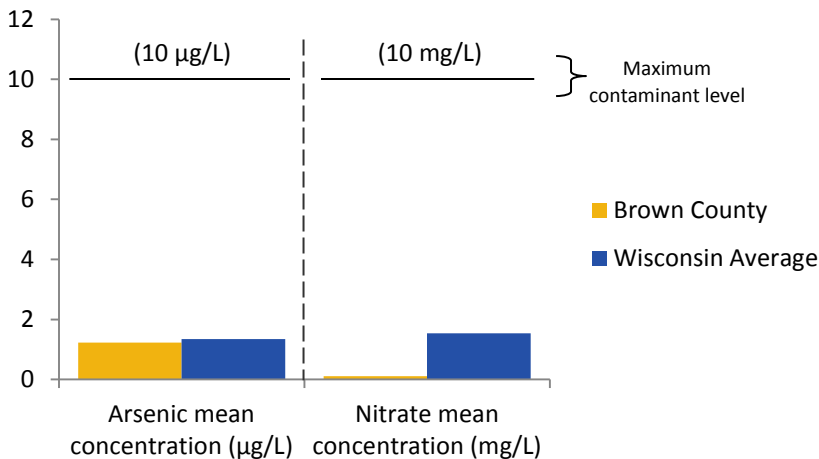 12
10
8
6
4
2
0
(10 µg/L)
(10 mg/L)
Maximum
contaminant level
Brown County
Wisconsin Average
Arsenic mean
concentration (µg/L)
Nitrate mean
concentration (mg/L)